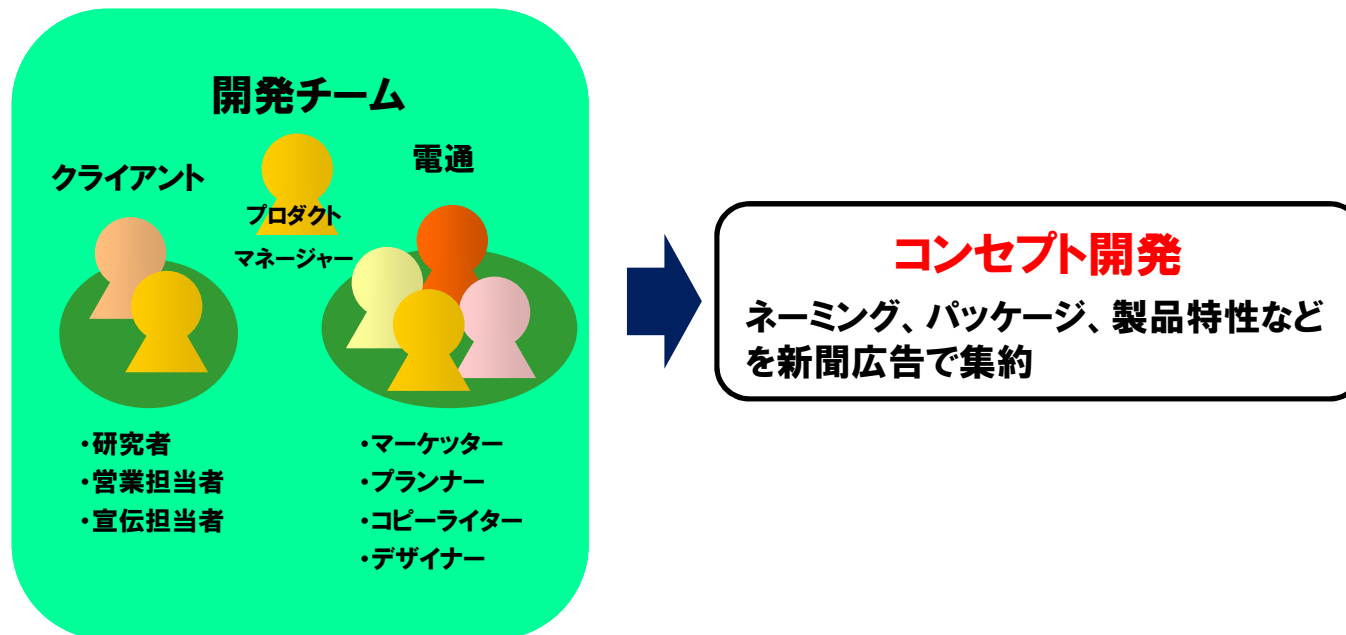 開発チーム
クライアント
電通
プロダクト
マネージャー
・研究者
・営業担当者
・宣伝担当者
・マーケッター
・プランナー
・コピーライター
・デザイナー
コンセプト開発
ネーミング、パッケージ、製品特性など
を新聞広告で集約